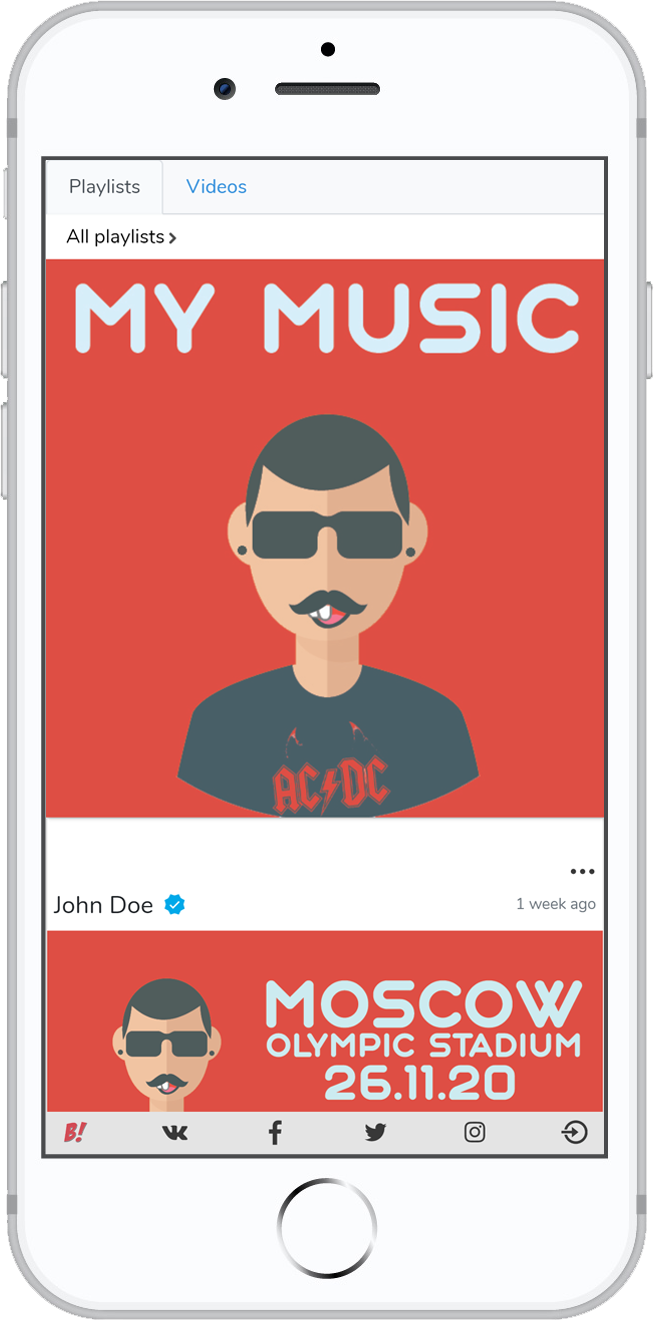 Playlists Videos
All playlists
MY MUSIC
AC/DC
John Doe
1 week ago
MOSCOW
OLYMPIC STADIUM
26.11.20
B!